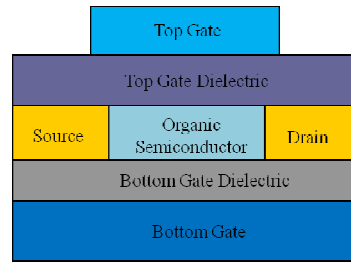 Top Gate
Top Gate Dielectric
Source
Organic
Semiconductor
Drain
Bottom Gate Dielectric
Bottom Gate